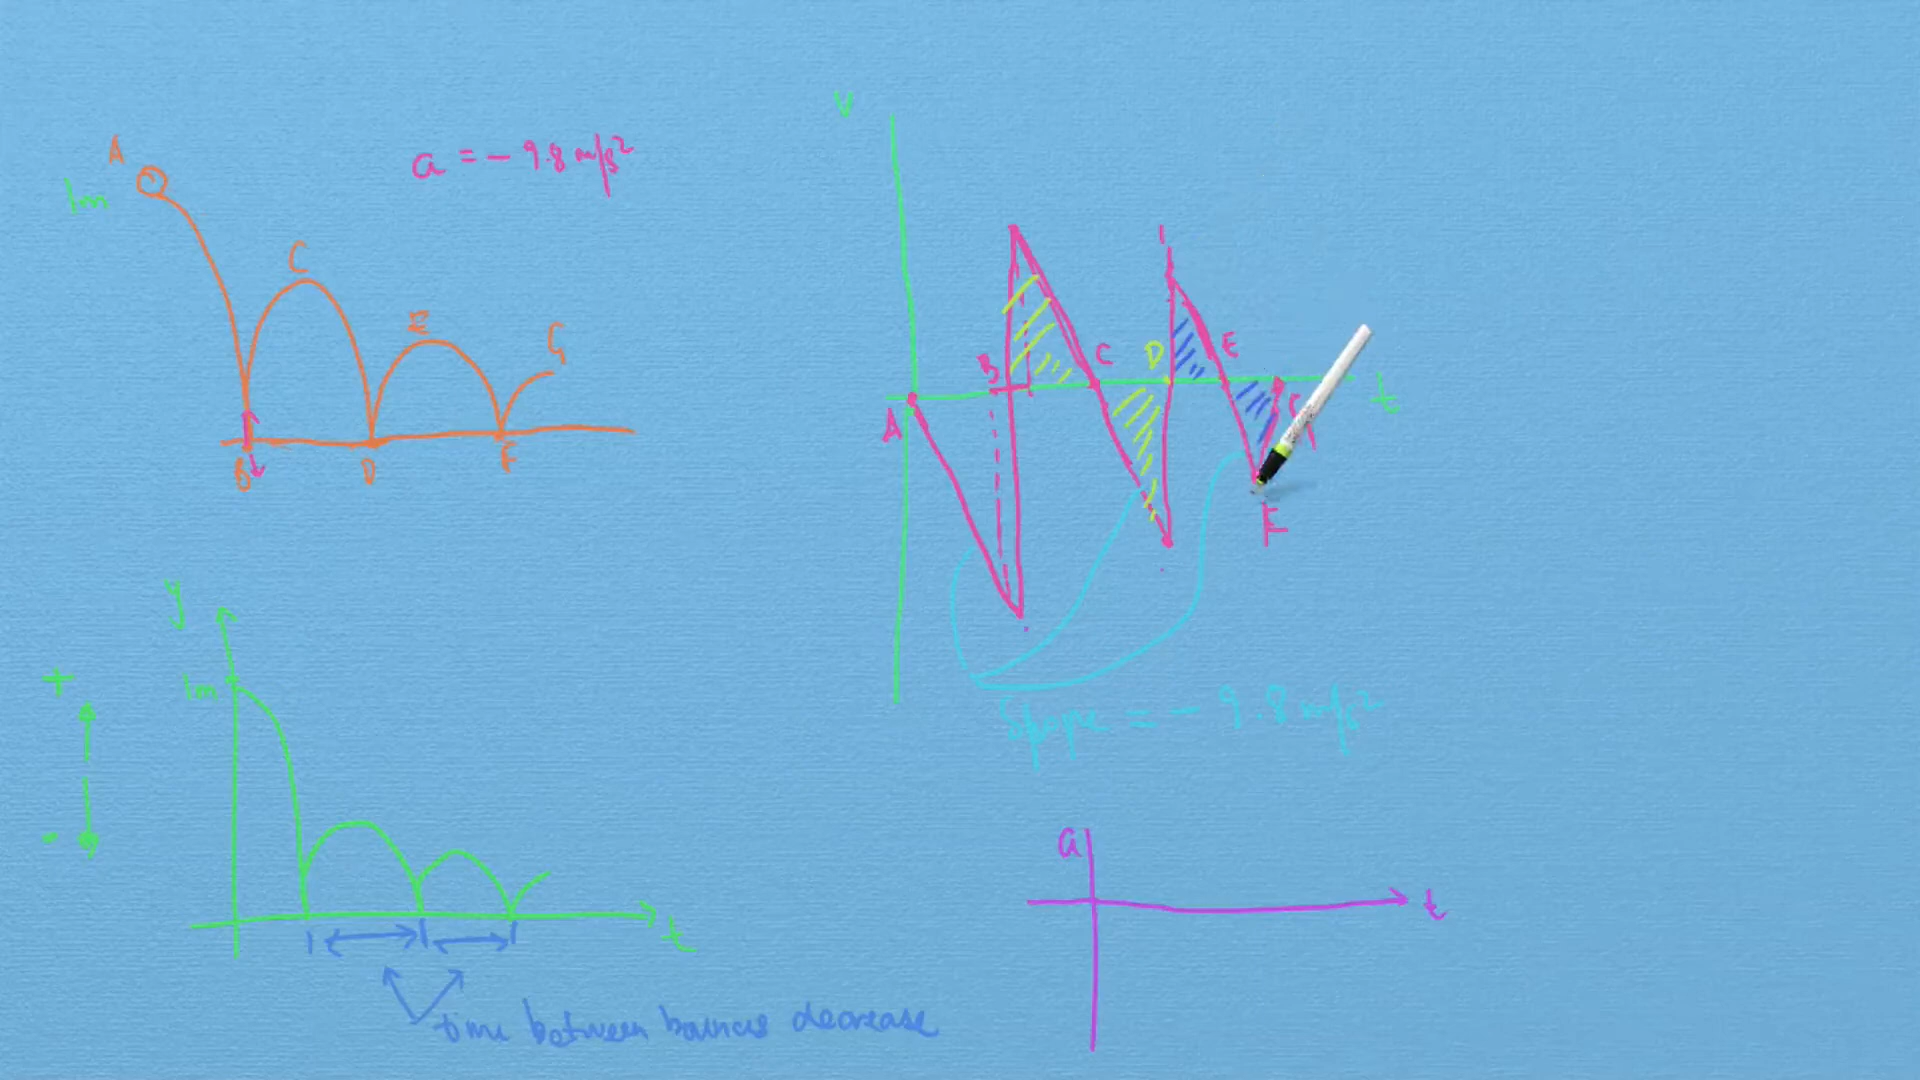 A
1m
C
E
G
B
D
F
a = - 9.8 m/s²
V
B
C
D
E
A
t
F
Slope = - 9.8 m/s²
y
+
1m
-
t
time between bounces decrease
a
t